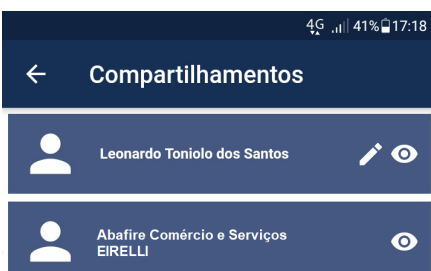 4G 41% 17:18
Compartilhamentos
Leonardo Toniolo dos Santos
Abafire Comércio e Serviços
EIRELLI